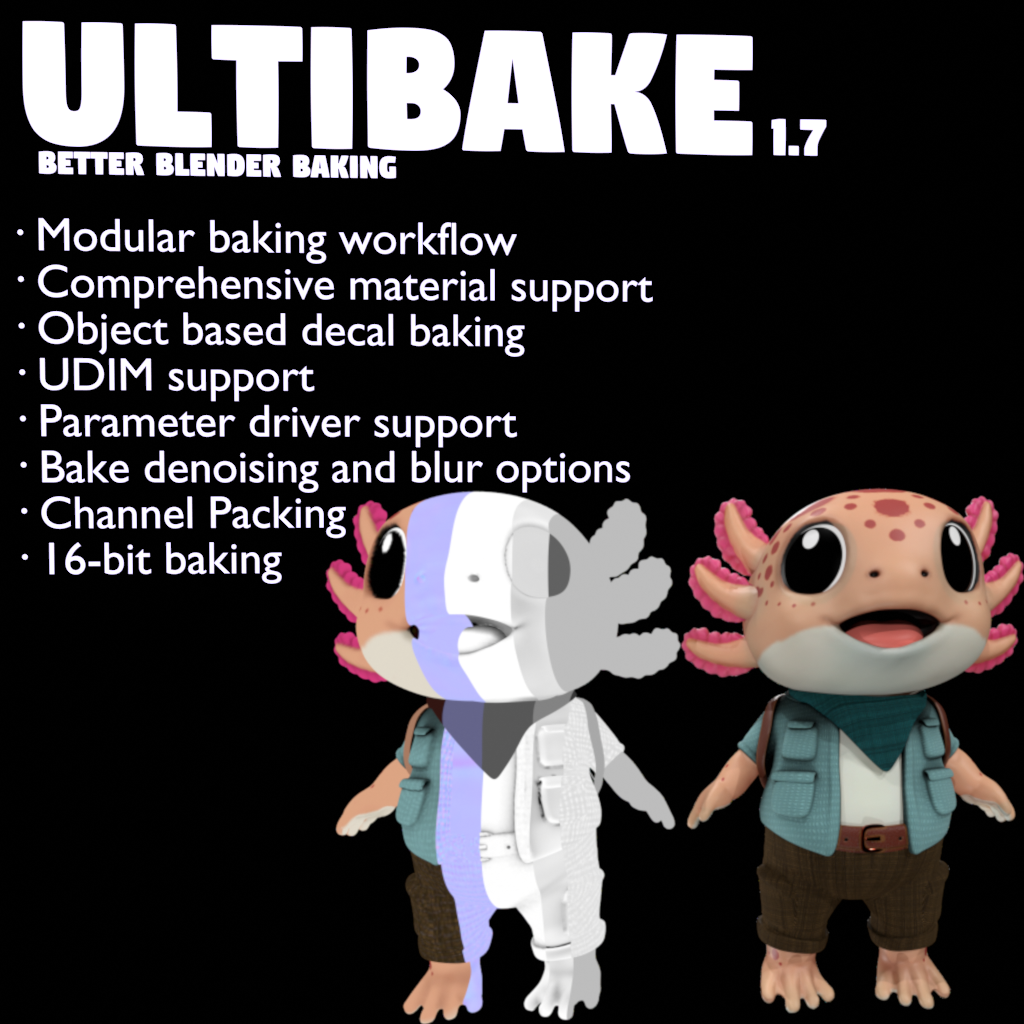 ULTIBAKE 1.7
BETTER BLENDER BAKING
· Modular baking workflow
· Comprehensive material support
· Object based decal baking
· UDIM support
· Parameter driver support
· Bake denoising and blur options
· Channel Packing
· 16-bit baking